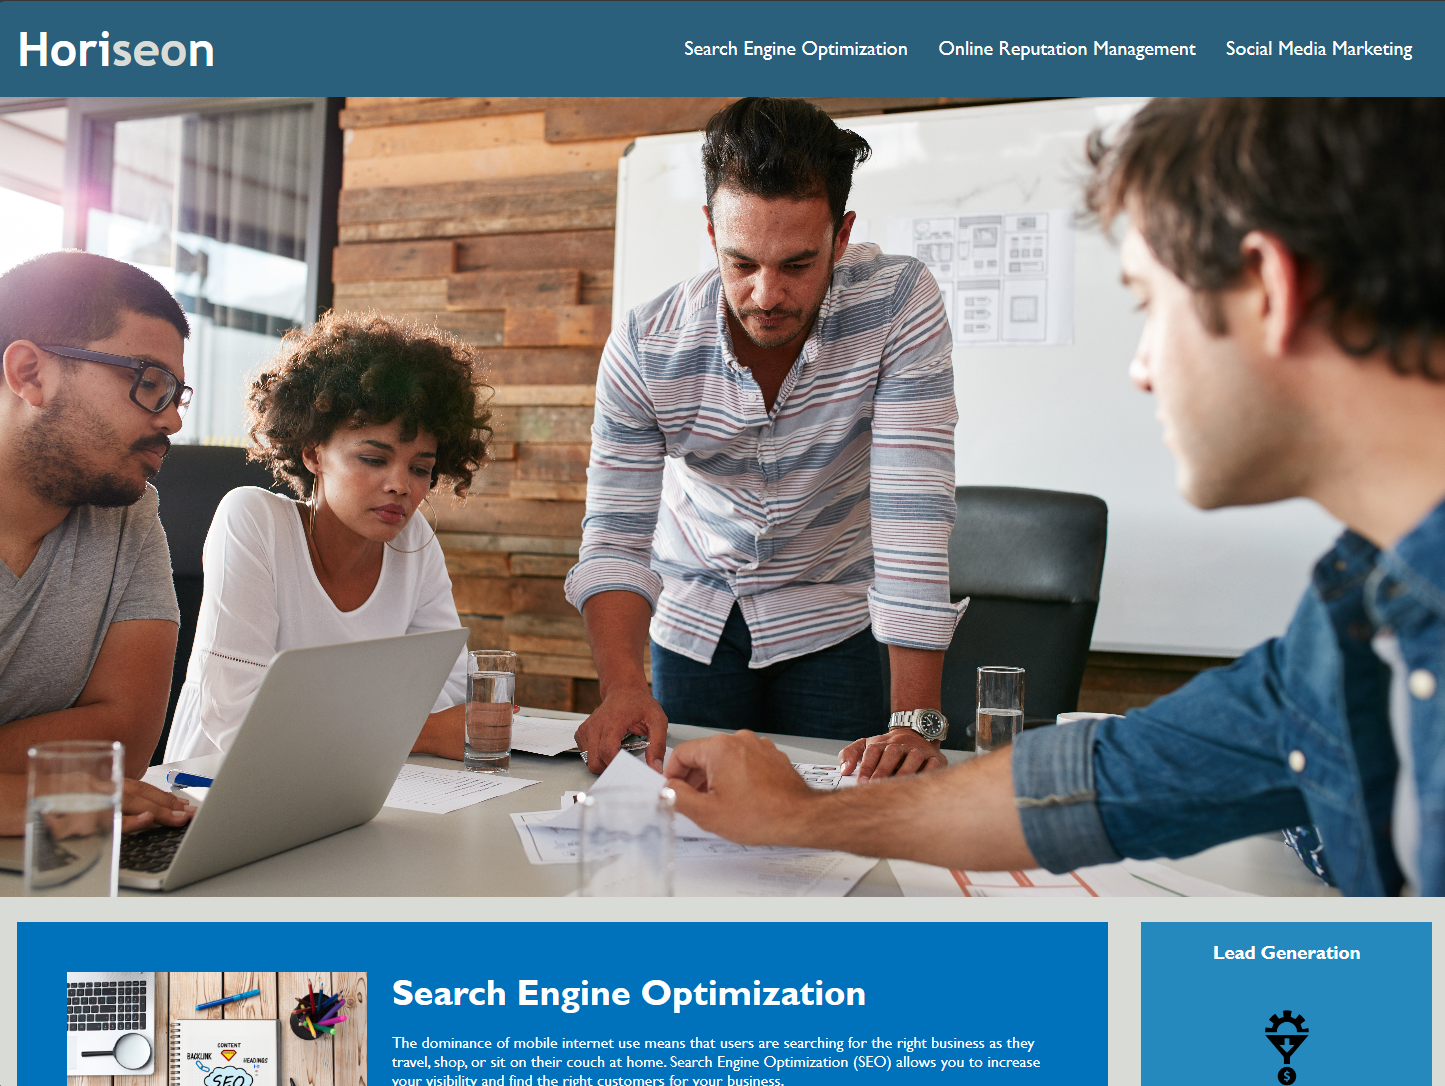 Horiseon
Search Engine Optimization
Online Reputation Management
Social Media Marketing
Search Engine Optimization
The dominance of mobile internet use means that users are searching for the right business as they
travel, shop, or sit on their couch at home. Search Engine Optimization (SEO) allows you to increase
your visibility and find the right customers for your business.
CONTENT
BACKLINK
HEADINGS
SEO
Lead Generation
$